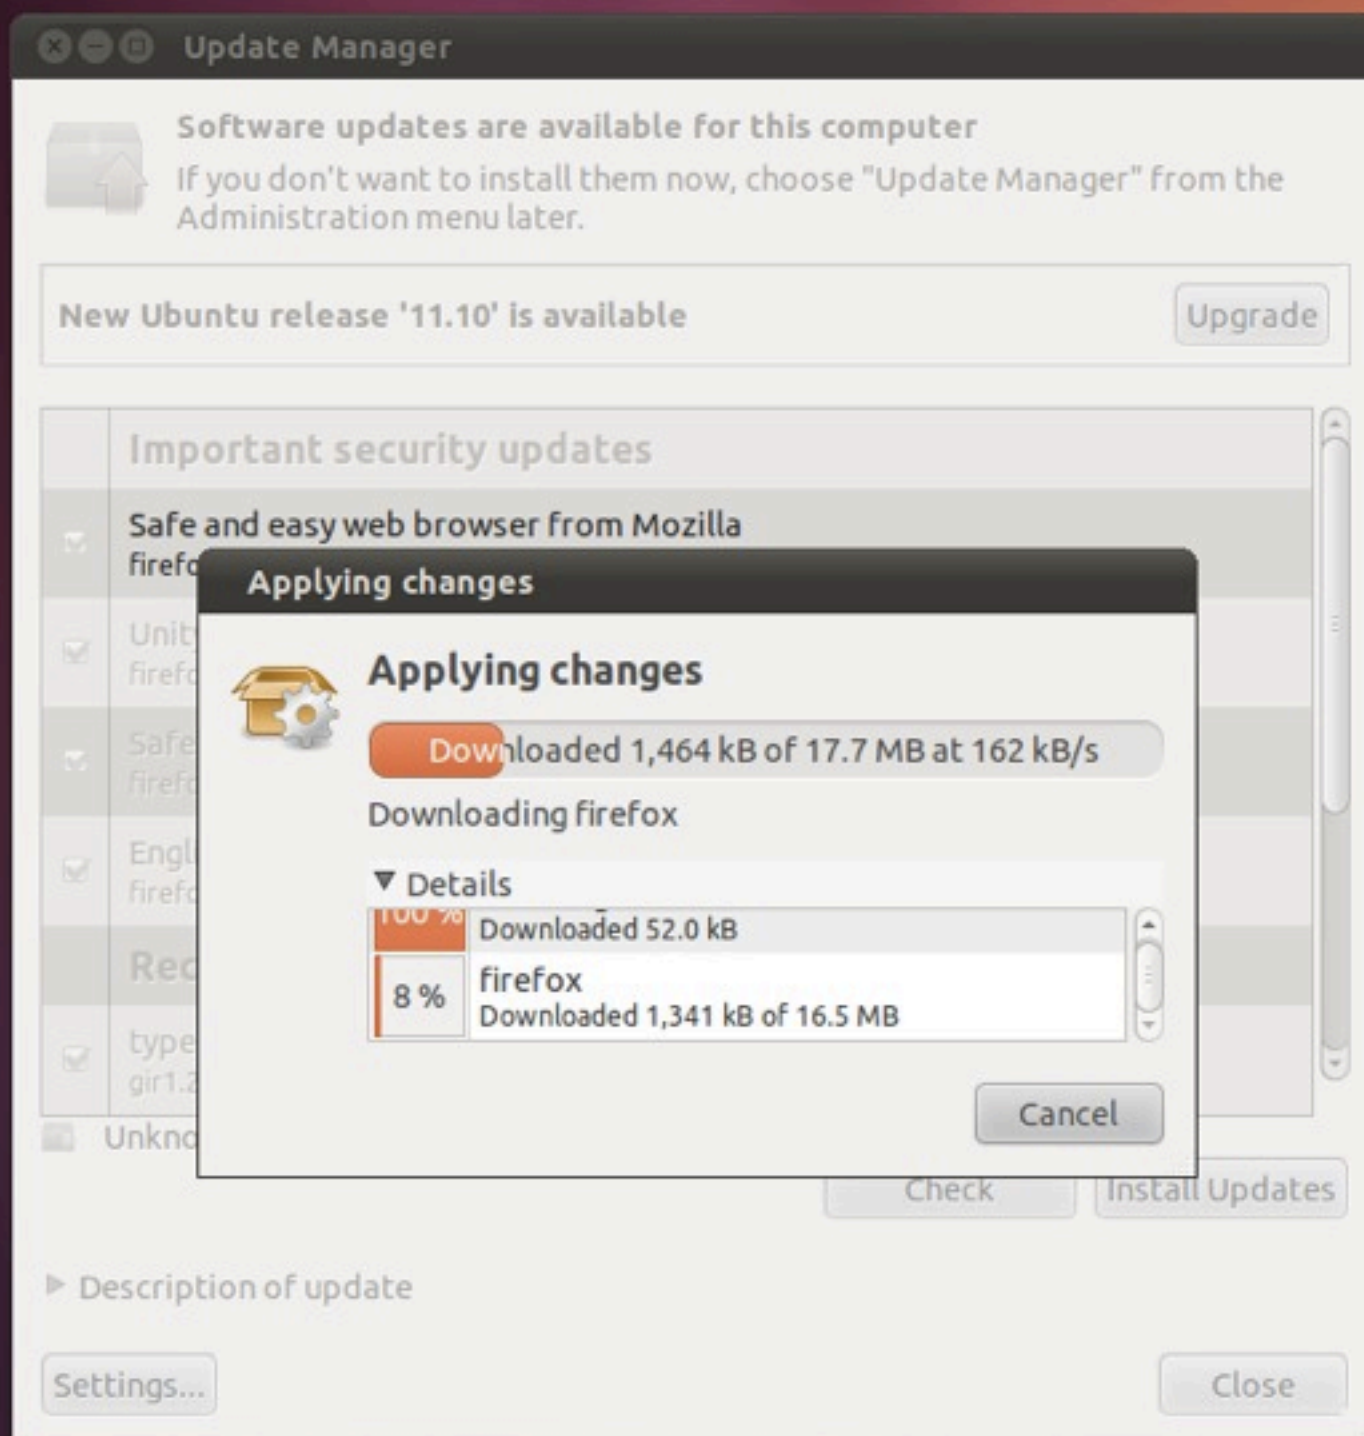 Update Manager
Software updates are available for this computer
If you don't want to install them now, choose "Update Manager" from the
Administration menu later.
New Ubuntu release '11.10' is available
Upgrade
Important security updates
Safe and easy web browser from Mozilla
Applying changes
Applying changes
Downloaded 1,464 kB of 17.7 MB at 162 kB/s
Downloading firefox
Details
100 %
Downloaded 52.0 kB
8 %
firefox
Downloaded 1,341 kB of 16.5 MB
Cancel
Safe
type
Check
Install Updates
Description of update
Settings...
Close